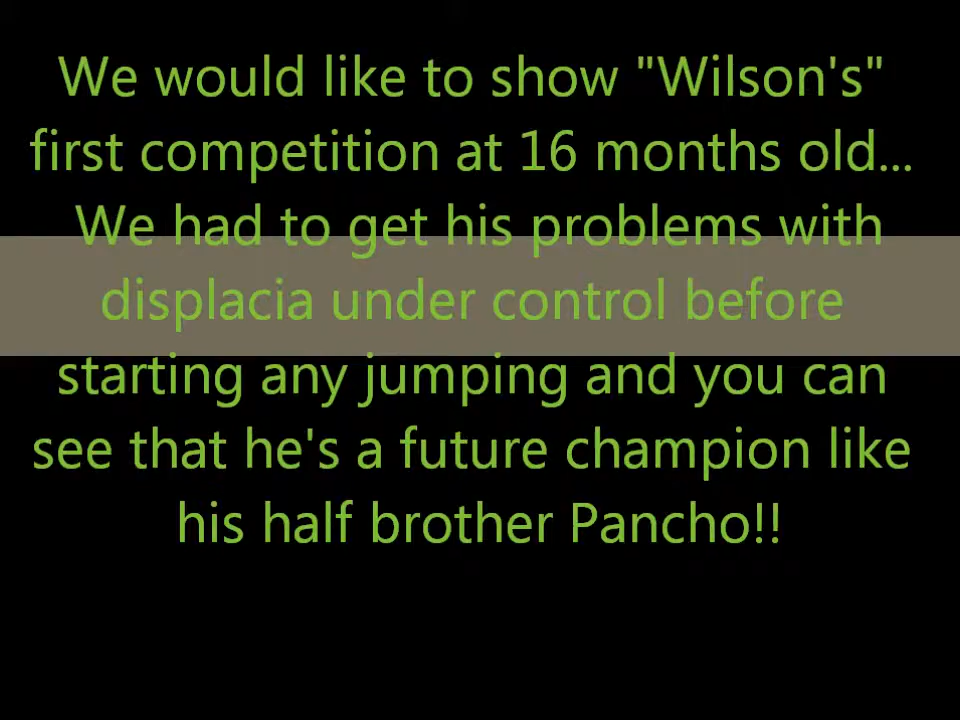 We would like to show "Wilson's"
first competition at 16 months old...
We had to get his problems with
displacia under control before
starting any jumping and you can
see that he's a future champion like
his half brother Pancho!!